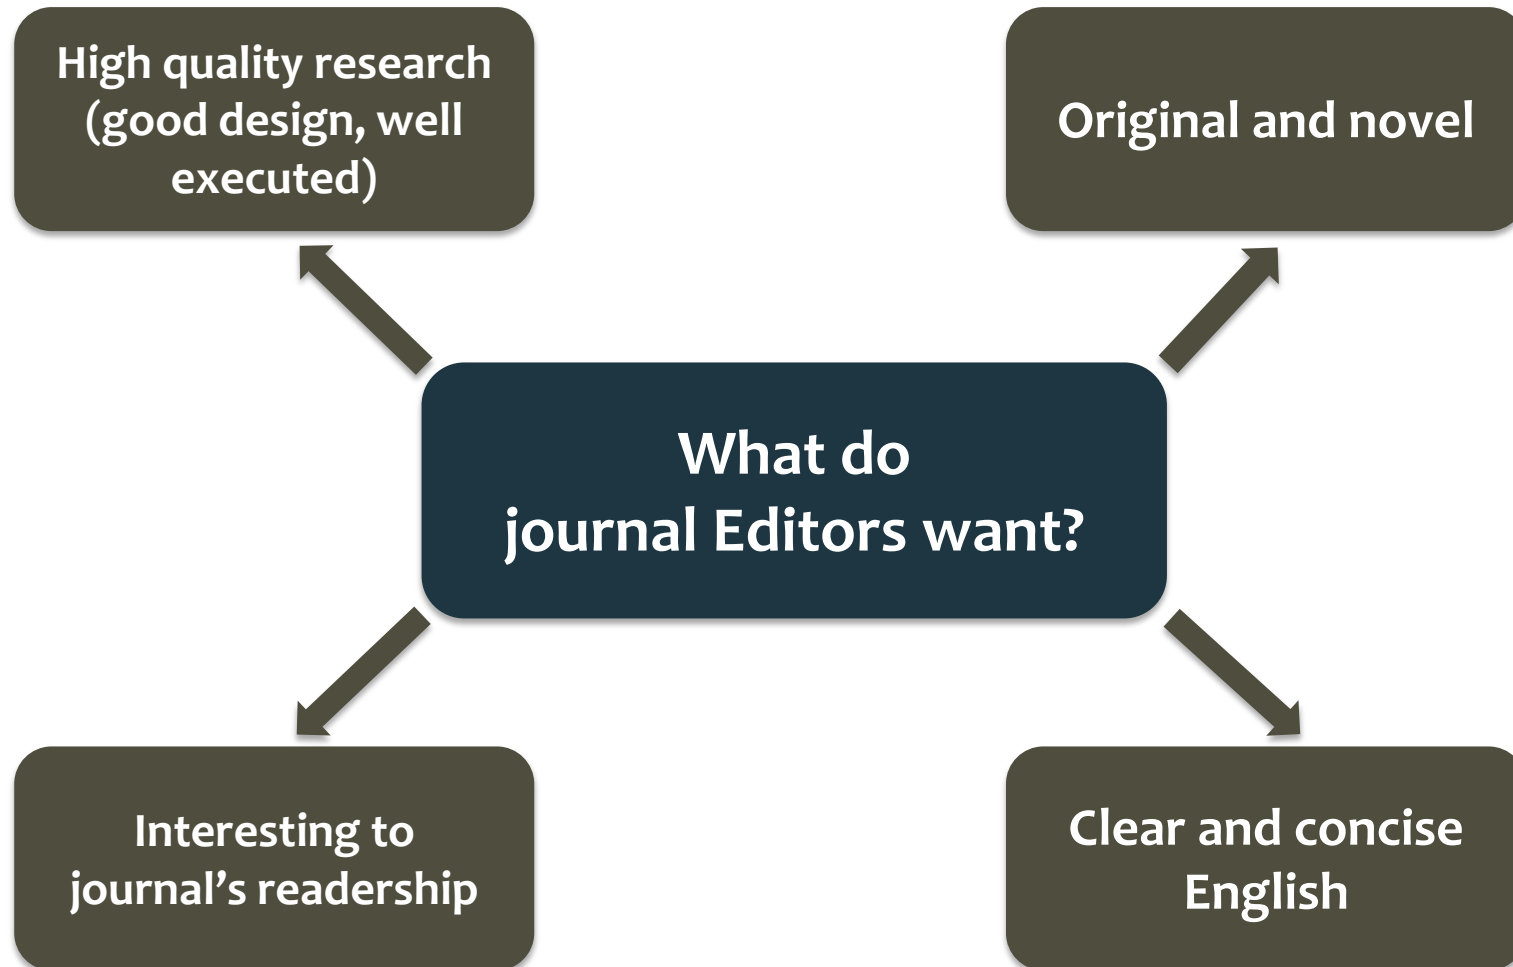 High quality research
(good design, well
executed)
Original and novel
What do
journal Editors want?
Interesting to
journal’s readership
Clear and concise
English